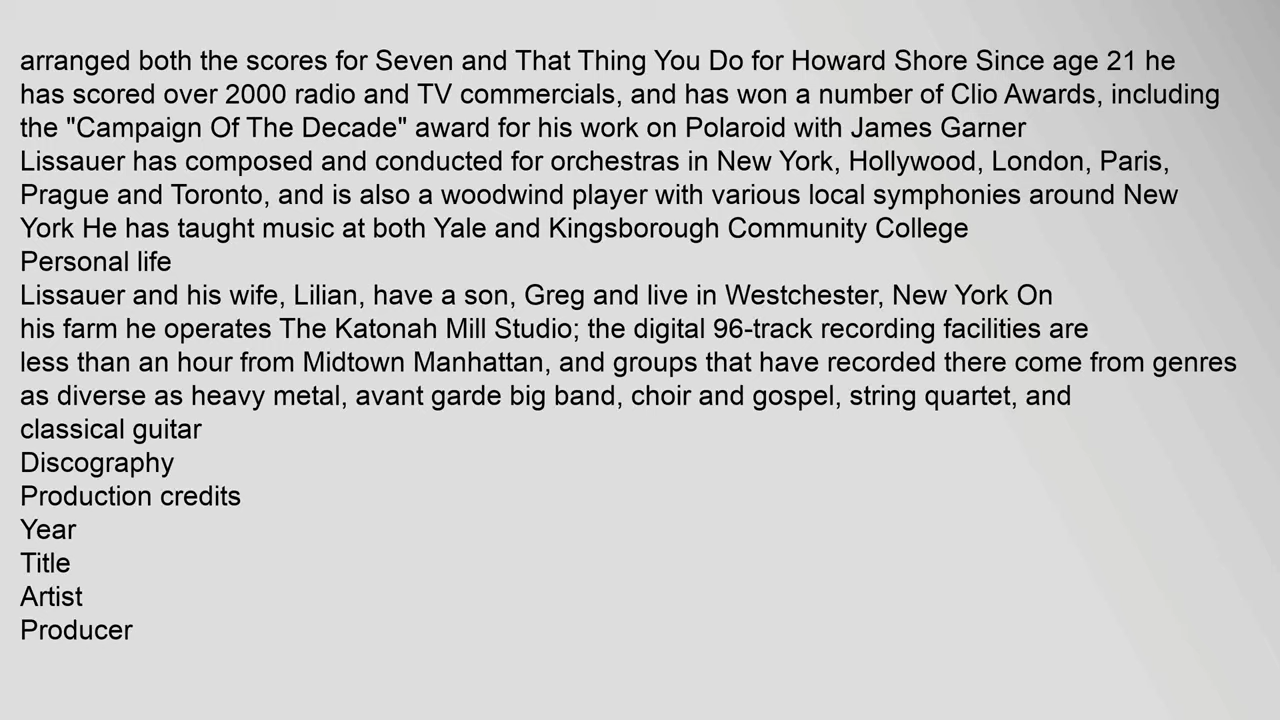 arranged both the scores for Seven and That Thing You Do for Howard Shore Since age 21 he
has scored over 2000 radio and TV commercials, and has won a number of Clio Awards, including
the "Campaign Of The Decade" award for his work on Polaroid with James Garner
Lissauer has composed and conducted for orchestras in New York, Hollywood, London, Paris,
Prague and Toronto, and is also a woodwind player with various local symphonies around New
York He has taught music at both Yale and Kingsborough Community College
Personal life
Lissauer and his wife, Lilian, have a son, Greg and live in Westchester, New York On
his farm he operates The Katonah Mill Studio; the digital 96-track recording facilities are
less than an hour from Midtown Manhattan, and groups that have recorded there come from genres
as diverse as heavy metal, avant garde big band, choir and gospel, string quartet, and
classical guitar
Discography
Production credits
Year
Title
Artist
Producer